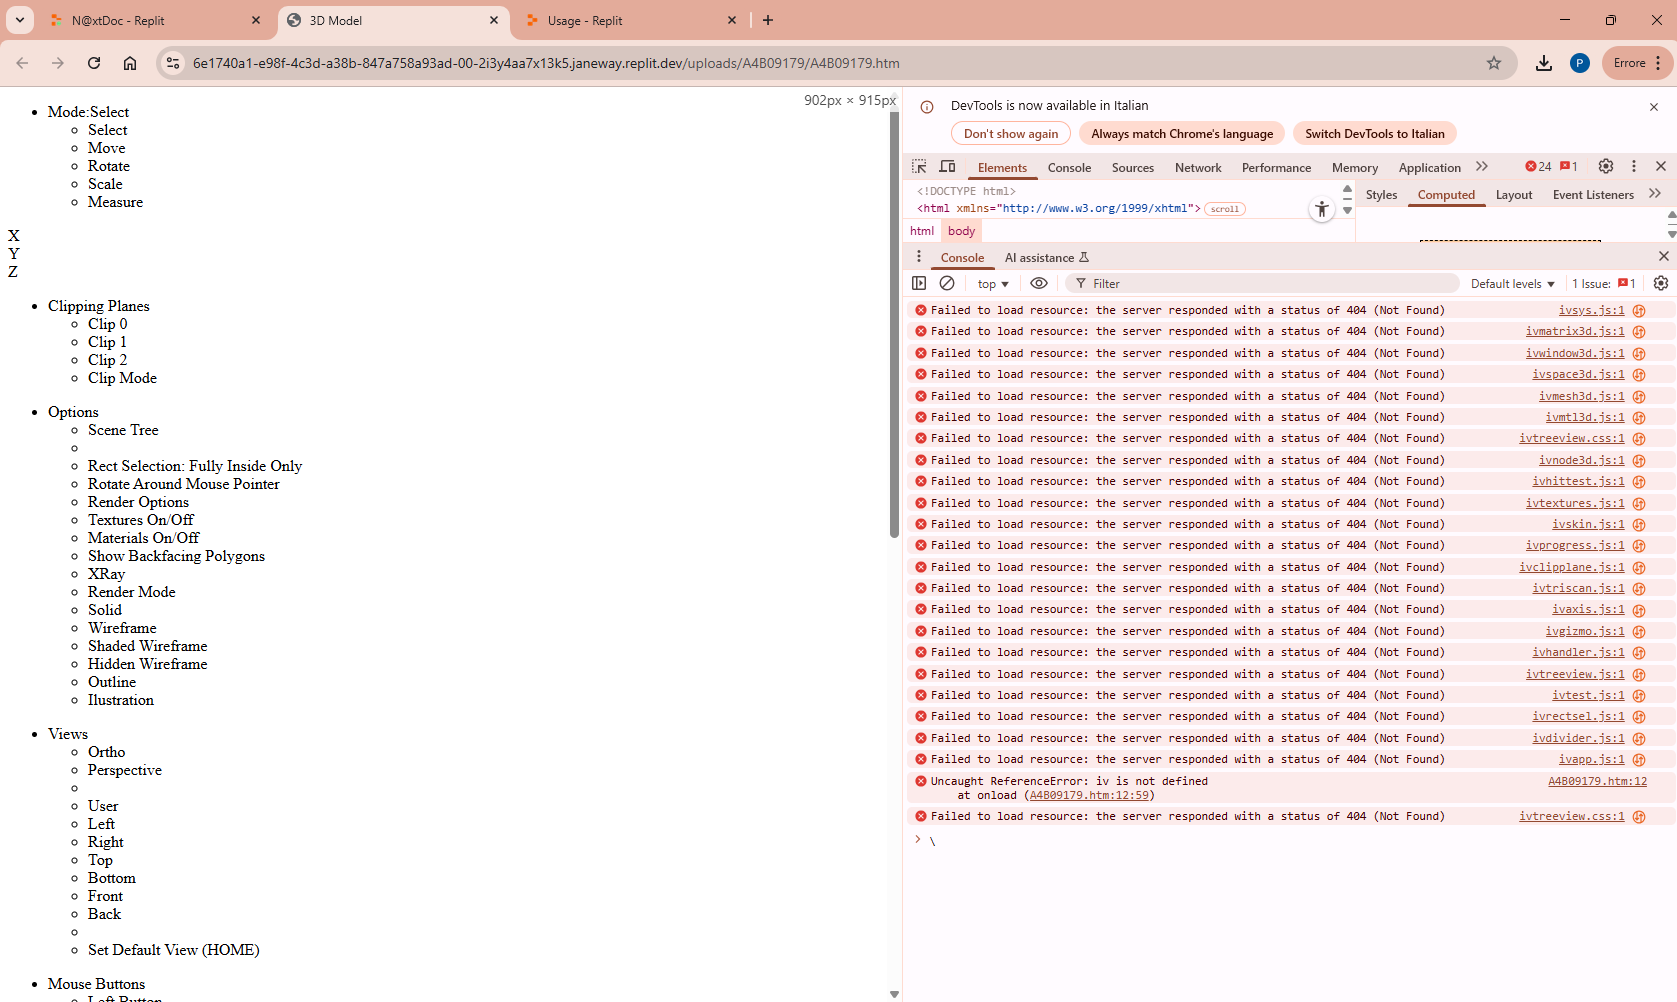 N@xtDoc - Replit
3D Model
Usage - Replit
6e1740a1-e98f-4c3d-a38b-847a758a93ad-00-2i3y4aa7x13k5.janeway.replit.dev/uploads/A4B09179/A4B09179.htm
P
Errore
902px × 915px
Mode:Select
Select
Move
Rotate
Scale
Measure
X
Y
Z
Clipping Planes
Clip 0
Clip 1
Clip 2
Clip Mode
Options
Scene Tree
Rect Selection: Fully Inside Only
Rotate Around Mouse Pointer
Render Options
Textures On/Off
Materials On/Off
Show Backfacing Polygons
XRay
Render Mode
Solid
Wireframe
Shaded Wireframe
Hidden Wireframe
Outline
Ilustration
Views
Ortho
Perspective
User
Left
Right
Top
Bottom
Front
Back
Set Default View (HOME)
Mouse Buttons
Left Button
DevTools is now available in Italian
Don't show again Always match Chrome's language Switch DevTools to Italian
Elements Console Sources Network Performance Memory Application 24 1
<!DOCTYPE html>
<html xmlns="http://www.w3.org/1999/xhtml"> scroll
html body
Styles Computed Layout Event Listeners
Console AI assistance
top Filter Default levels 1 Issue: 1
Failed to load resource: the server responded with a status of 404 (Not Found) ivsys.js:1
Failed to load resource: the server responded with a status of 404 (Not Found) ivmatrix3d.js:1
Failed to load resource: the server responded with a status of 404 (Not Found) ivwindow3d.js:1
Failed to load resource: the server responded with a status of 404 (Not Found) ivspace3d.js:1
Failed to load resource: the server responded with a status of 404 (Not Found) ivmesh3d.js:1
Failed to load resource: the server responded with a status of 404 (Not Found) ivmtl3d.js:1
Failed to load resource: the server responded with a status of 404 (Not Found) ivtreeview.css:1
Failed to load resource: the server responded with a status of 404 (Not Found) ivnode3d.js:1
Failed to load resource: the server responded with a status of 404 (Not Found) ivhittest.js:1
Failed to load resource: the server responded with a status of 404 (Not Found) ivtextures.js:1
Failed to load resource: the server responded with a status of 404 (Not Found) ivskin.js:1
Failed to load resource: the server responded with a status of 404 (Not Found) ivprogress.js:1
Failed to load resource: the server responded with a status of 404 (Not Found) ivclipplane.js:1
Failed to load resource: the server responded with a status of 404 (Not Found) ivtriscan.js:1
Failed to load resource: the server responded with a status of 404 (Not Found) ivaxis.js:1
Failed to load resource: the server responded with a status of 404 (Not Found) ivgizmo.js:1
Failed to load resource: the server responded with a status of 404 (Not Found) ivhandler.js:1
Failed to load resource: the server responded with a status of 404 (Not Found) ivtreeview.js:1
Failed to load resource: the server responded with a status of 404 (Not Found) ivtest.js:1
Failed to load resource: the server responded with a status of 404 (Not Found) ivrectsel.js:1
Failed to load resource: the server responded with a status of 404 (Not Found) ivdivider.js:1
Failed to load resource: the server responded with a status of 404 (Not Found) ivapp.js:1
Uncaught ReferenceError: iv is not defined A4B09179.htm:12
at onload (A4B09179.htm:12:59)
Failed to load resource: the server responded with a status of 404 (Not Found) ivtreeview.css:1
> \